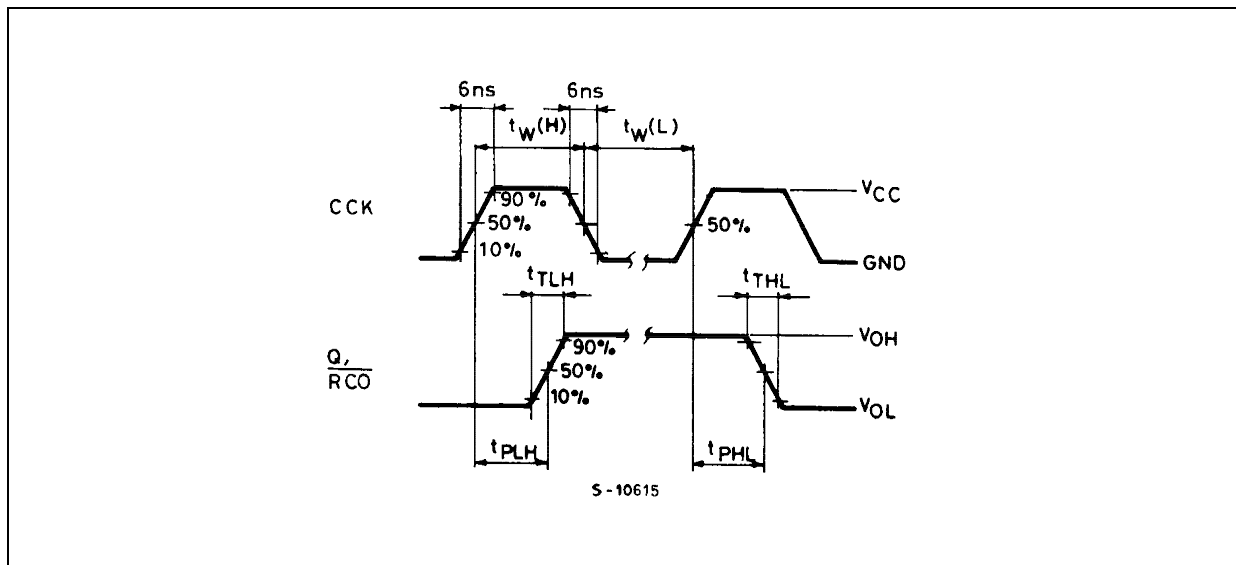 6ns 6ns
tW(H) tW(L)
CCK
90%
50%
10%
50%
VCC
GND
tTLH tTHL
Q,
RCO
90%
50%
10%
VOH
VOL
tPLH tPHL
S-10615